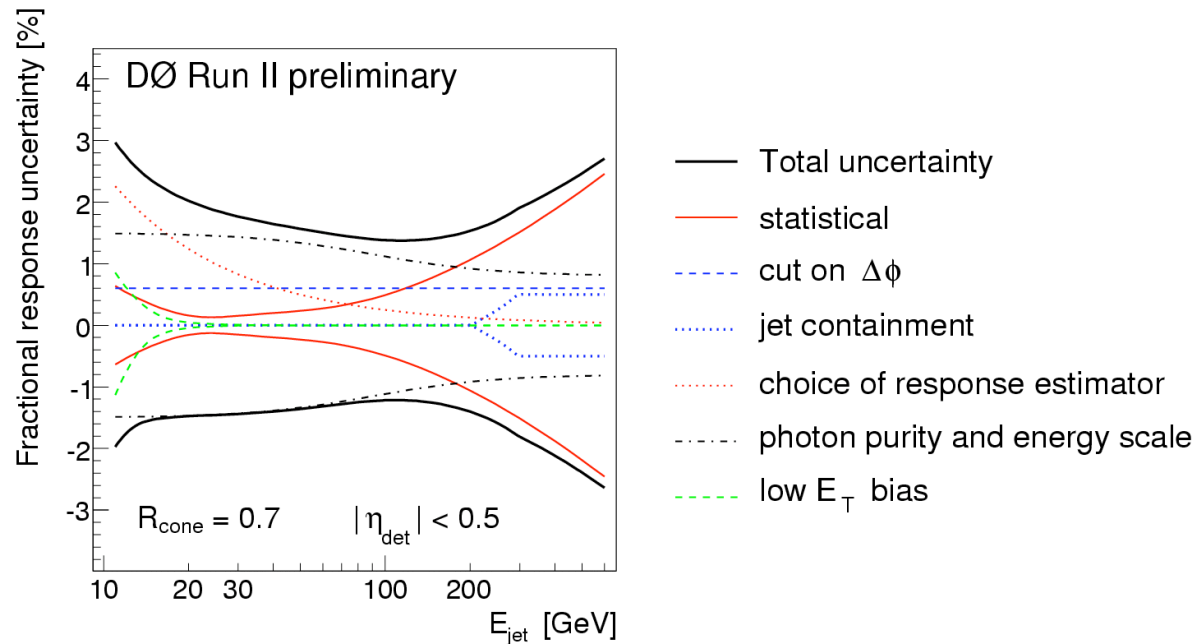 Fractional response uncertainty [%]
DØ Run II preliminary
4
3
2
1
0
-1
-2
-3
R_cone = 0.7 |η_det| < 0.5
10 20 30 100 200
E_jet [GeV]
Total uncertainty
statistical
cut on Δϕ
jet containment
choice of response estimator
photon purity and energy scale
low E_T bias